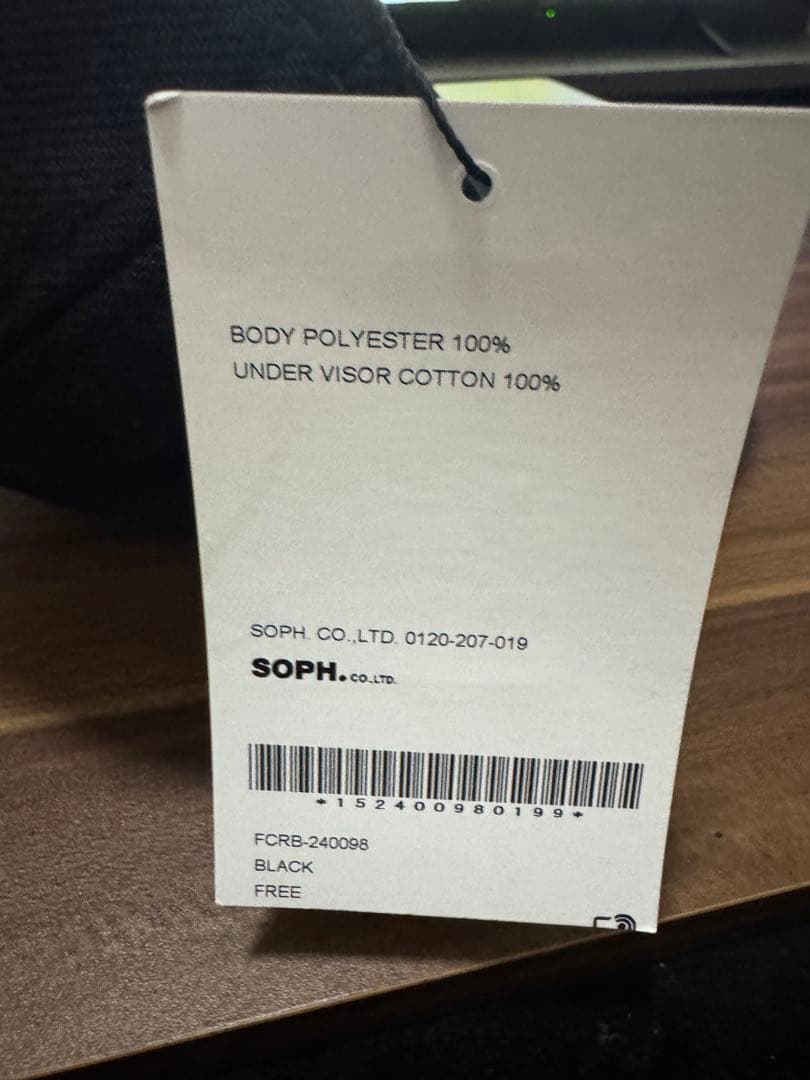 BODY POLYESTER 100%
UNDER VISOR COTTON 100%
SOPH. CO.,LTD. 0120-207-019
SOPH. CO.,LTD.
*152400980199*
FCRB-240098
BLACK
FREE